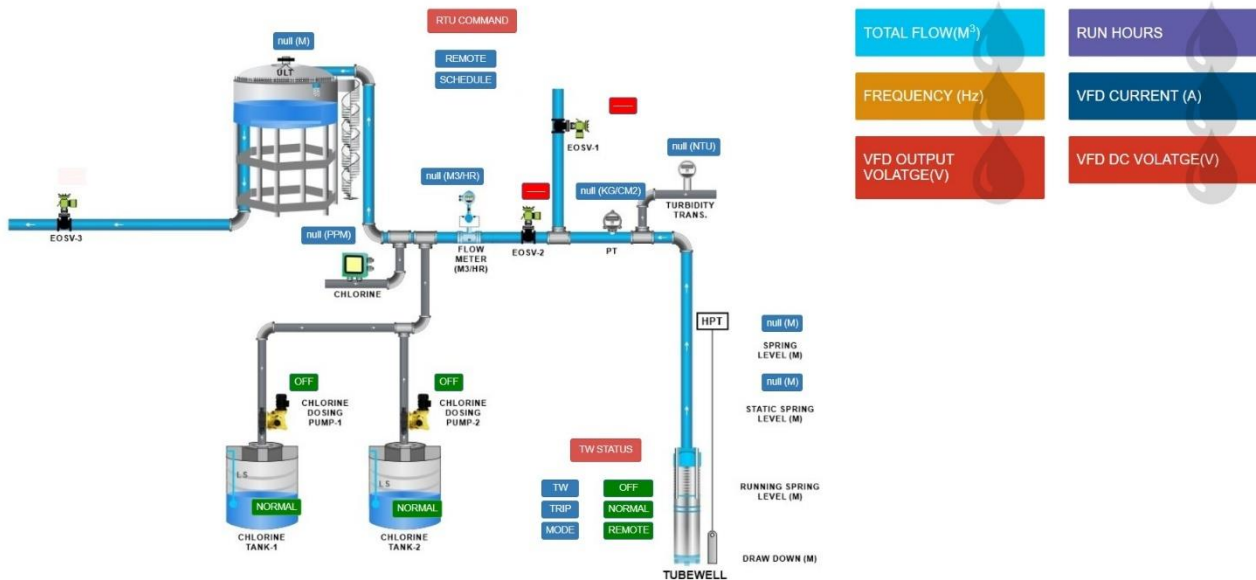 RTU COMMAND
REMOTE
SCHEDULE
null (M)
ULT
EOSV-3
null (PPM)
CHLORINE
null (M3/HR)
FLOW
METER
(M3/HR)
EOSV-2
EOSV-1
null (KG/CM2)
PT
null (NTU)
TURBIDITY
TRANS.
OFF
CHLORINE
DOSING
PUMP-1
OFF
CHLORINE
DOSING
PUMP-2
LS
NORMAL
CHLORINE
TANK-1
LS
NORMAL
CHLORINE
TANK-2
TW STATUS
TW OFF
TRIP NORMAL
MODE REMOTE
HPT
null (M)
SPRING
LEVEL (M)
null (M)
STATIC SPRING
LEVEL (M)
RUNNING SPRING
LEVEL (M)
DRAW DOWN (M)
TUBEWELL
TOTAL FLOW(M³)
RUN HOURS
FREQUENCY (Hz)
VFD CURRENT (A)
VFD OUTPUT
VOLATGE(V)
VFD DC VOLATGE(V)